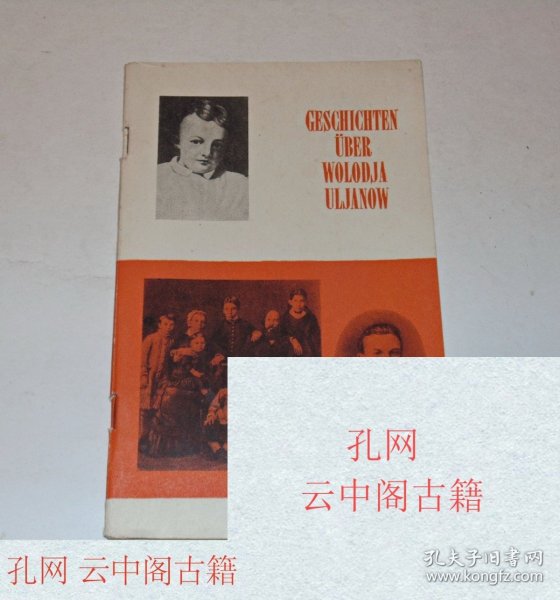 GESCHICHTEN
ÜBER
WOLODJA
ULJANOW
孔网
云中阁古籍
孔网 云中阁古籍
孔夫子旧书网
www.kongfz.com